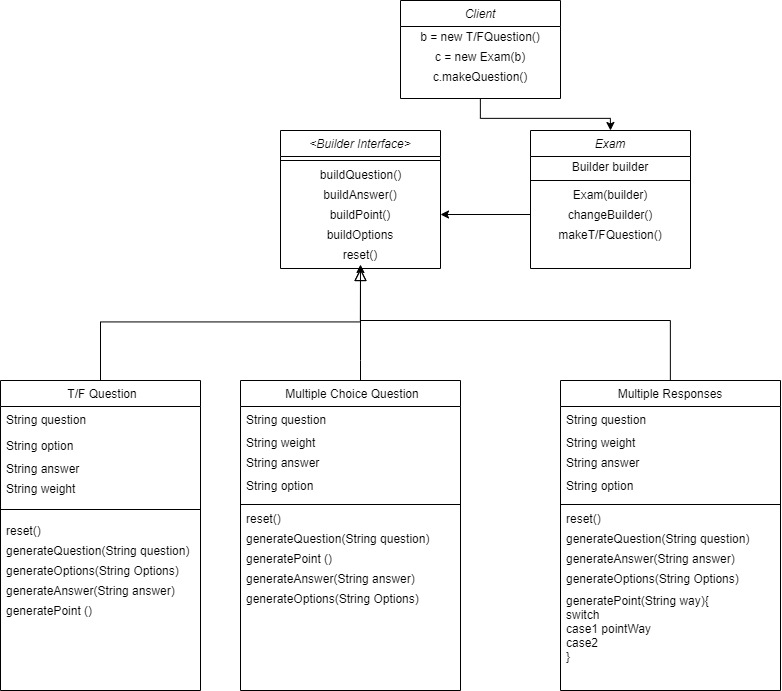 Client
b = new T/FQuestion()
c = new Exam(b)
c.makeQuestion()
<Builder Interface>
buildQuestion()
buildAnswer()
buildPoint()
buildOptions
reset()
Exam
Builder builder
Exam(builder)
changeBuilder()
makeT/FQuestion()
T/F Question
String question
String option
String answer
String weight
reset()
generateQuestion(String question)
generateOptions(String Options)
generateAnswer(String answer)
generatePoint ()
Multiple Choice Question
String question
String weight
String answer
String option
reset()
generateQuestion(String question)
generatePoint ()
generateAnswer(String answer)
generateOptions(String Options)
Multiple Responses
String question
String weight
String answer
String option
reset()
generateQuestion(String question)
generateAnswer(String answer)
generateOptions(String Options)
generatePoint(String way){
switch
case1 pointWay
case2
}